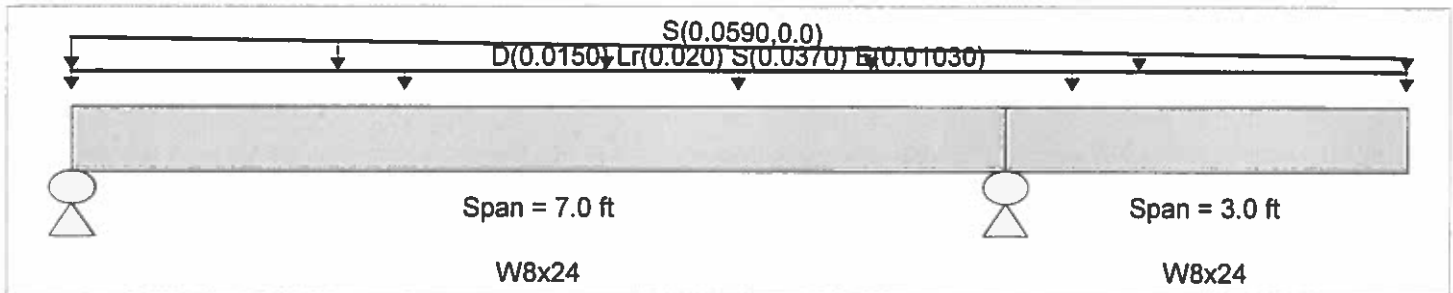 S(0.0590,0.0)
D(0.0150) Lr(0.020) S(0.0370) E(0.01030)
Span = 7.0 ft
Span = 3.0 ft
W8x24
W8x24